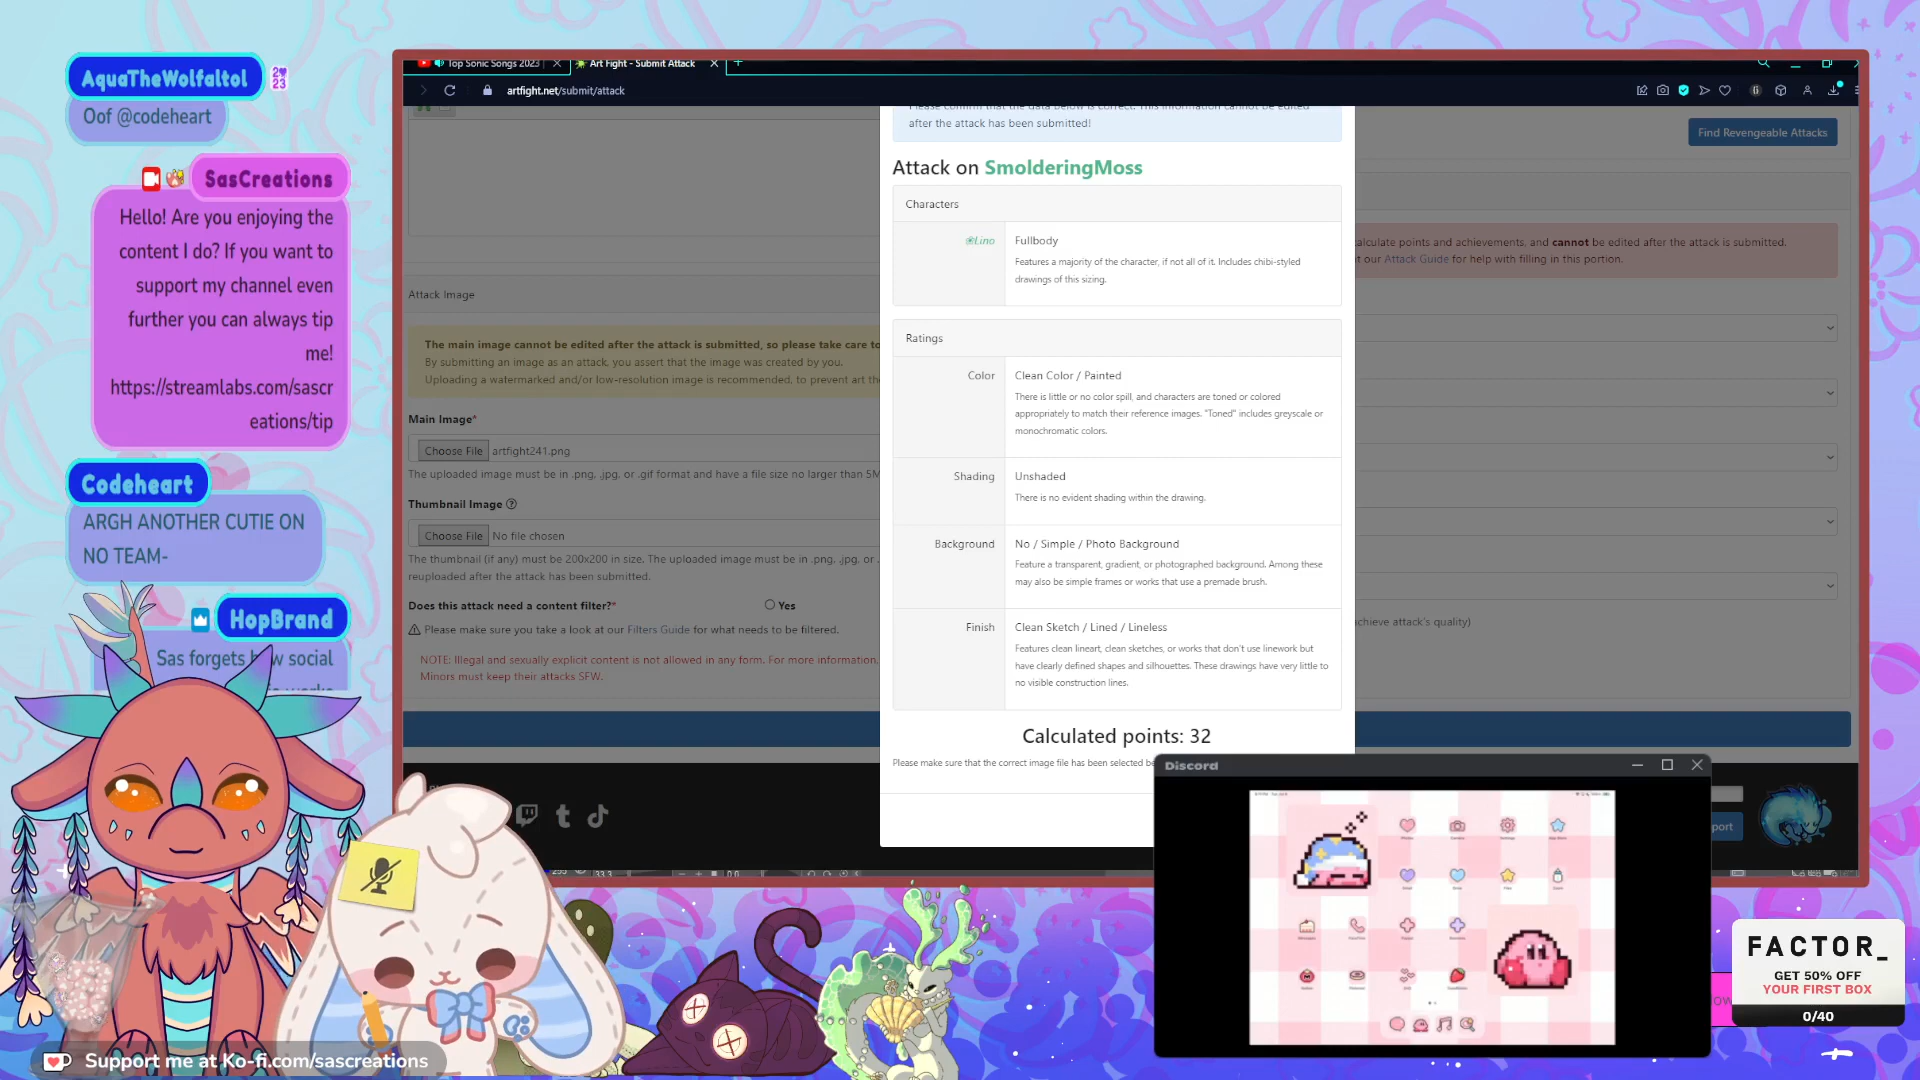 AquaTheWolfaltol
Oof @codeheart
SasCreations
Hello! Are you enjoying the
content I do? If you want to
support my channel even
further you can always tip
me!
https://streamlabs.com/sascr
eations/tip
Codeheart
ARGH ANOTHER CUTIE ON
NO TEAM-
HopBrand
Sas forgets how social
Top Sonic Songs 2023
Art Fight - Submit Attack
artfight.net/submit/attack
Find Revengeable Attacks
Please confirm that the data below is correct. This information cannot be edited
after the attack has been submitted!
Attack on SmolderingMoss
Characters
Lino
Fullbody
Features a majority of the character, if not all of it. Includes chibi-styled
drawings of this sizing.
Ratings
Color
Clean Color / Painted
There is little or no color spill, and characters are toned or colored
appropriately to match their reference images. "Toned" includes greyscale or
monochromatic colors.
Shading
Unshaded
There is no evident shading within the drawing.
Background
No / Simple / Photo Background
Feature a transparent, gradient, or photographed background. Among these
may also be simple frames or works that use a premade brush.
Finish
Clean Sketch / Lined / Lineless
Features clean lineart, clean sketches, or works that don't use linework but
have clearly defined shapes and silhouettes. These drawings have very little to
no visible construction lines.
Calculated points: 32
Please make sure that the correct image file has been selected
Attack Image
The main image cannot be edited after the attack is submitted, so please take care to
By submitting an image as an attack, you assert that the image was created by you.
Uploading a watermarked and/or low-resolution image is recommended, to prevent art the
Main Image*
Choose File artfight241.png
The uploaded image must be in .png, .jpg, or .gif format and have a file size no larger than 5M
Thumbnail Image
Choose File No file chosen
The thumbnail (if any) must be 200x200 in size. The uploaded image must be in .png, .jpg, or .
reuploaded after the attack has been submitted.
Does this attack need a content filter?* Yes
Please make sure you take a look at our Filters Guide for what needs to be filtered.
NOTE: Illegal and sexually explicit content is not allowed in any form. For more information,
Minors must keep their attacks SFW.
calculate points and achievements, and cannot be edited after the attack is submitted.
our Attack Guide for help with filling in this portion.
achieve attack's quality)
port
Discord
FACTOR_
GET 50% OFF
YOUR FIRST BOX
0/40
Support me at Ko-fi.com/sascreations